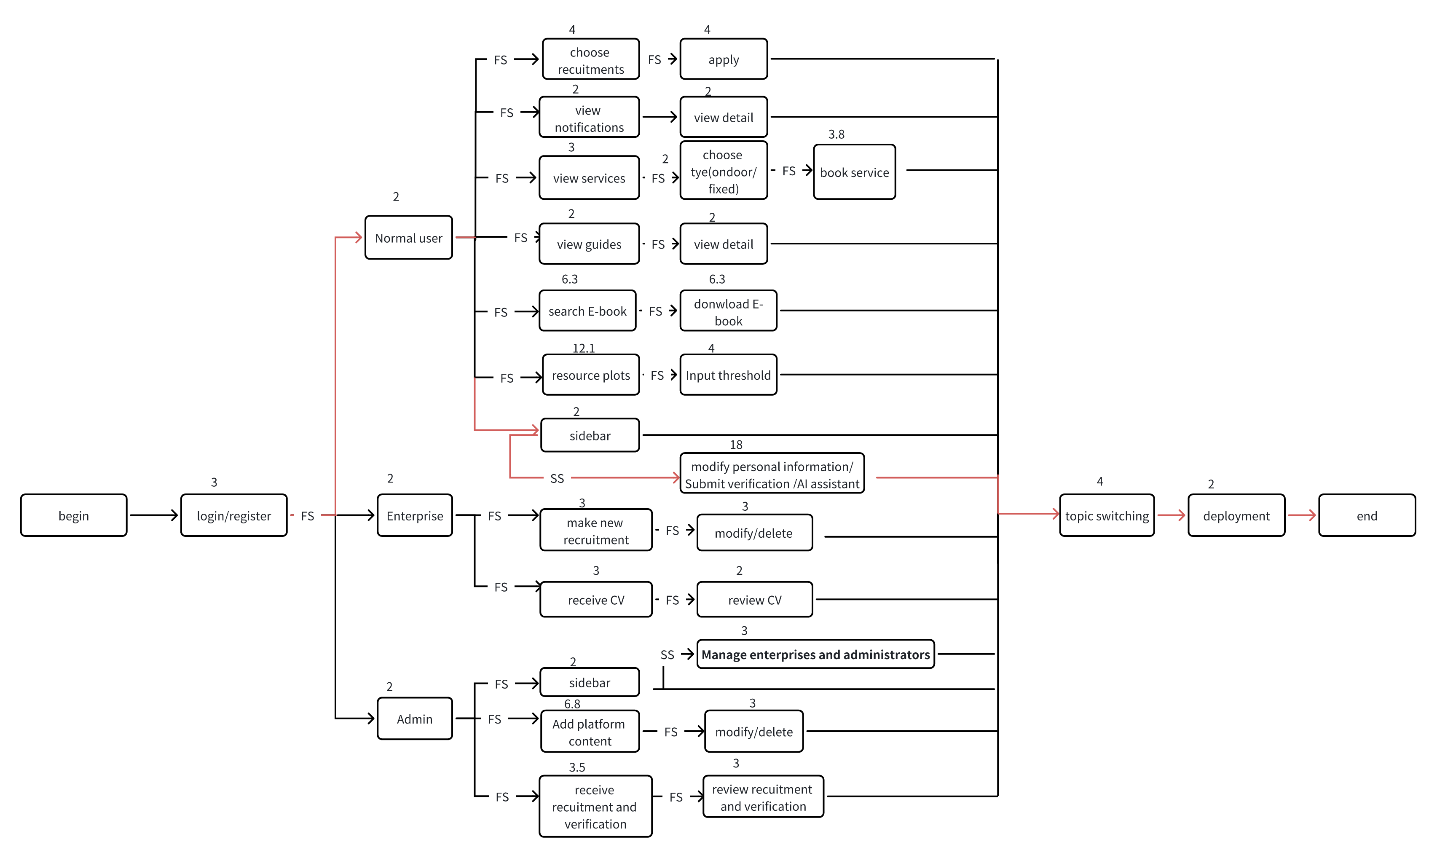 4
4
FS
choose
recuitments
FS
apply
2
2
FS
view
notifications
view detail
3.8
3
2
FS
view services
FS
choose
tye(ondoor/
fixed)
FS
book service
2
2
2
Normal user
FS
view guides
FS
view detail
6.3
6.3
FS
search E-book
FS
donwload E-
book
12.1
4
FS
resource plots
FS
Input threshold
2
sidebar
18
SS
modify personal information/
Submit verification /AI assistant
3
2
3
3
4
2
begin
login/register
FS
Enterprise
FS
make new
recruitment
FS
modify/delete
topic switching
deployment
end
3
2
FS
receive CV
FS
review CV
3
SS
Manage enterprises and administrators
2
FS
sidebar
2
6.8
3
Admin
FS
Add platform
content
FS
modify/delete
3.5
3
FS
receive
recuitment and
verification
FS
review recuitment
and verification